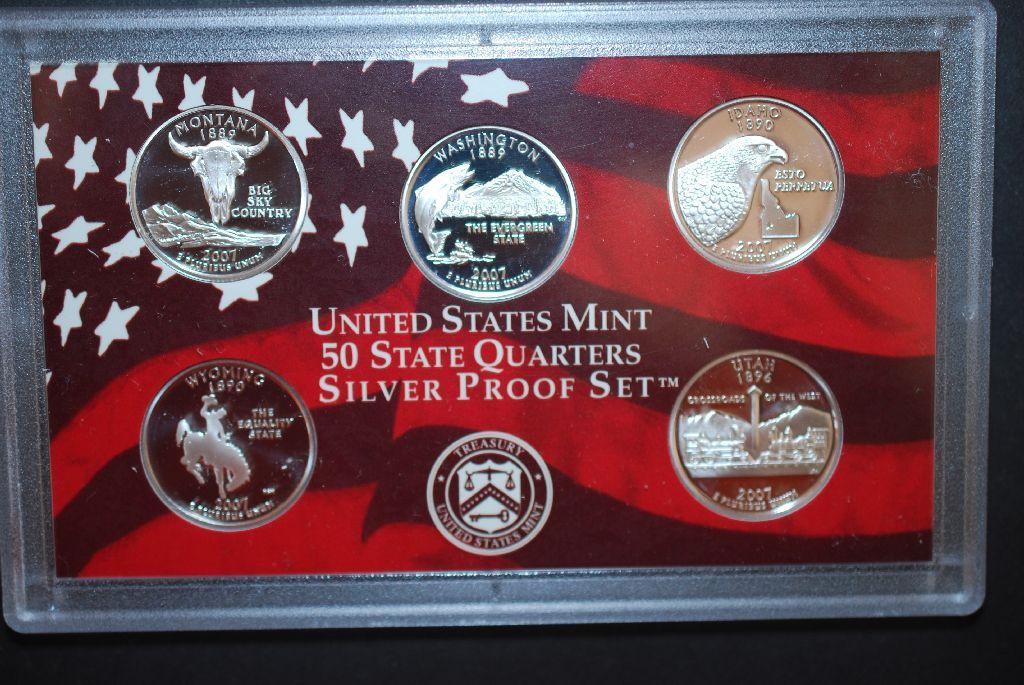 MONTANA
1889
BIG
SKY
COUNTRY
2007
E PLURIBUS UNUM
WASHINGTON
1889
THE EVERGREEN
STATE
2007
E PLURIBUS UNUM
IDAHO
1890
ESTO
PERPETUA
2007
E PLURIBUS UNUM
UNITED STATES MINT
50 STATE QUARTERS
SILVER PROOF SET™
WYOMING
1890
THE
EQUALITY
STATE
2007
E PLURIBUS UNUM
TREASURY
UNITED STATES MINT
UTAH
1896
CROSSROADS OF THE WEST
2007
E PLURIBUS UNUM